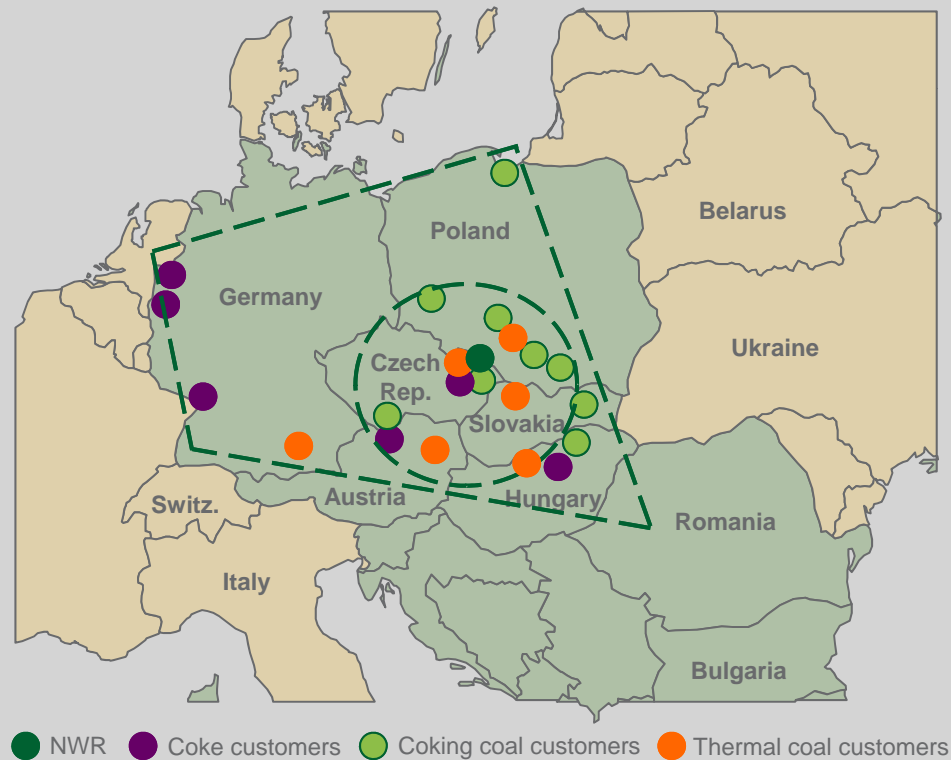 Belarus
Poland
Germany
Ukraine
Czech
Rep.
Slovakia
Switz.
Austria
Hungary
Romania
Italy
Bulgaria
NWR Coke customers Coking coal customers Thermal coal customers